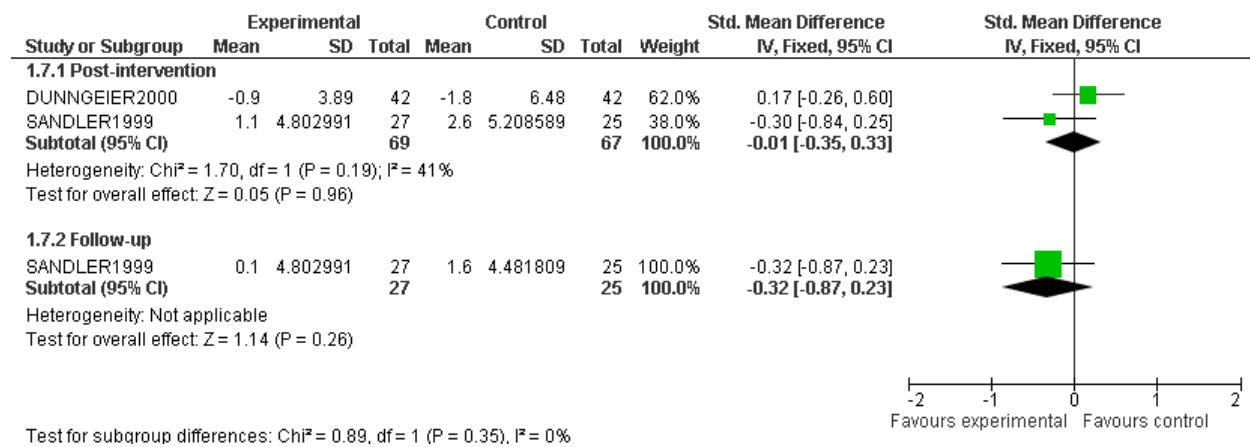 Experimental Control Std. Mean Difference Std. Mean Difference
Study or Subgroup Mean SD Total Mean SD Total Weight IV, Fixed, 95% CI IV, Fixed, 95% CI
1.7.1 Post-intervention
DUNNGEIER2000 -0.9 3.89 42 -1.8 6.48 42 62.0% 0.17 [-0.26, 0.60]
SANDLER1999 1.1 4.802991 27 2.6 5.208589 25 38.0% -0.30 [-0.84, 0.25]
Subtotal (95% CI) 69 67 100.0% -0.01 [-0.35, 0.33]
Heterogeneity: Chi² = 1.70, df = 1 (P = 0.19); I² = 41%
Test for overall effect: Z = 0.05 (P = 0.96)
1.7.2 Follow-up
SANDLER1999 0.1 4.802991 27 1.6 4.481809 25 100.0% -0.32 [-0.87, 0.23]
Subtotal (95% CI) 27 25 100.0% -0.32 [-0.87, 0.23]
Heterogeneity: Not applicable
Test for overall effect: Z = 1.14 (P = 0.26)
-2 -1 0 1 2
Favours experimental Favours control
Test for subgroup differences: Chi² = 0.89, df = 1 (P = 0.35), I² = 0%